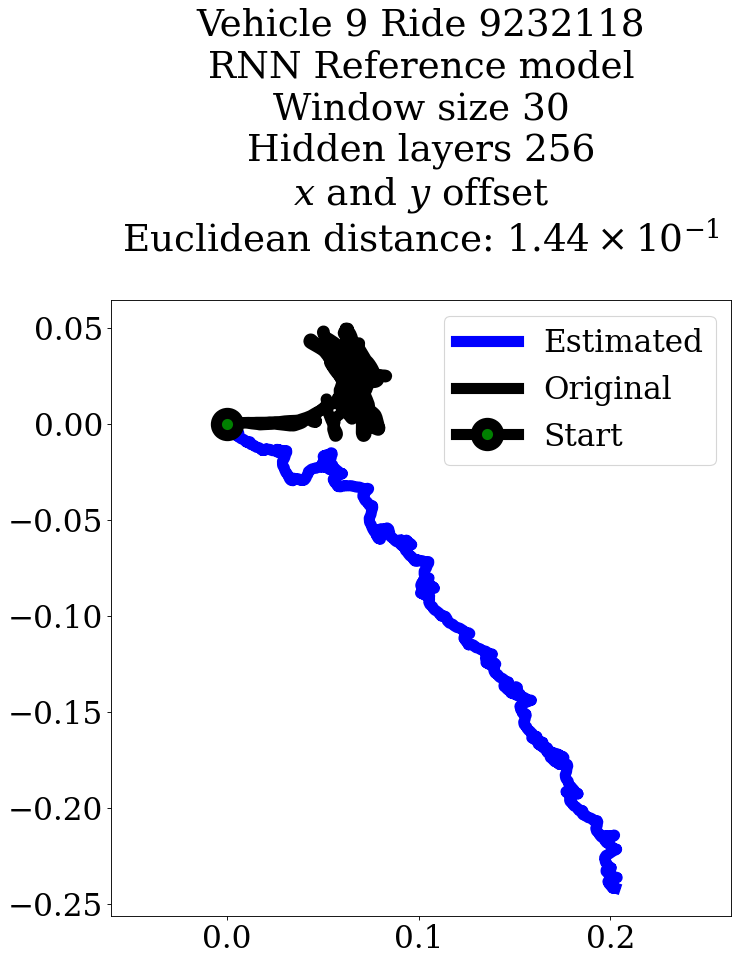 Vehicle 9 Ride 9232118
RNN Reference model
Window size 30
Hidden layers 256
x and y offset
Euclidean distance: 1.44 × 10⁻¹
Estimated
Original
Start
0.05
0.00
−0.05
−0.10
−0.15
−0.20
−0.25
0.0 0.1 0.2